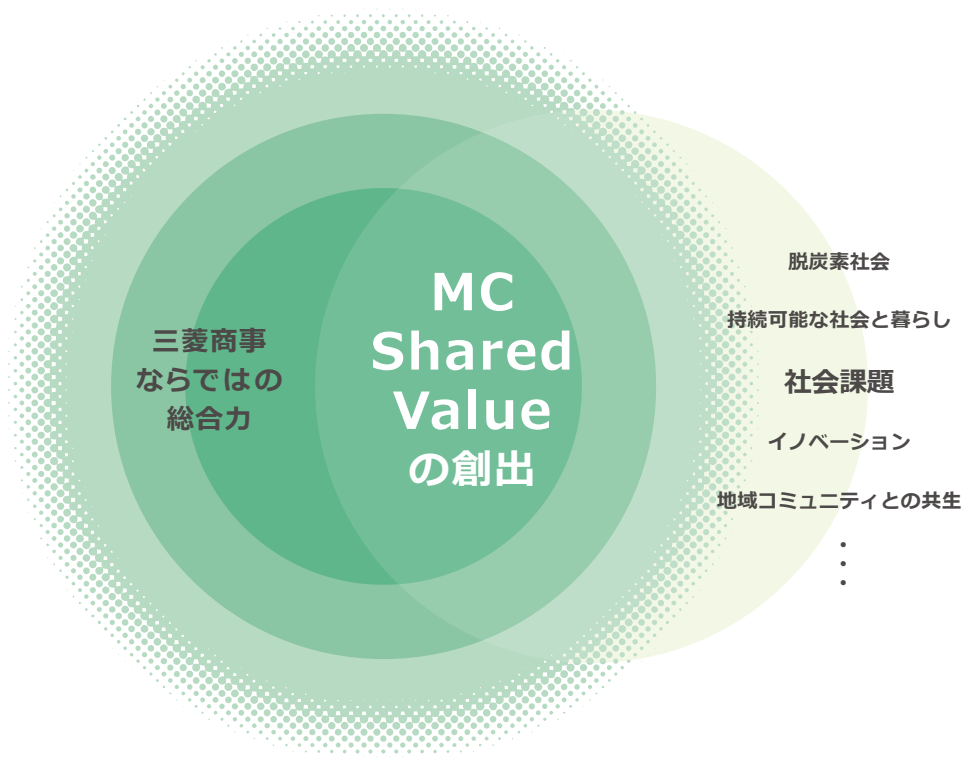 三菱商事
ならではの
総合力
MC
Shared
Value
の創出
脱炭素社会
持続可能な社会と暮らし
社会課題
イノベーション
地域コミュニティとの共生
・
・
・